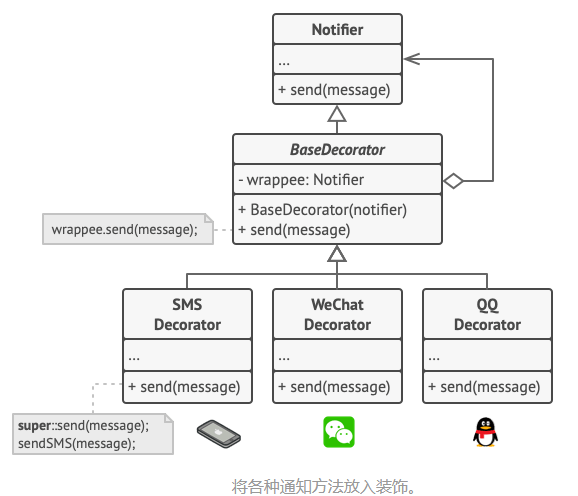 Notifier
...
+ send(message)
BaseDecorator
- wrappee: Notifier
+ BaseDecorator(notifier)
+ send(message)
wrappee.send(message);
SMS
Decorator
...
+ send(message)
WeChat
Decorator
...
+ send(message)
QQ
Decorator
...
+ send(message)
super::send(message);
sendSMS(message);
将各种通知方法放入装饰。